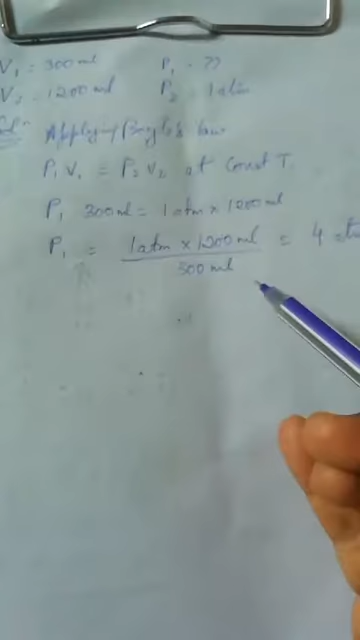 V₁ = 300 ml P₁ = ??
V₂ = 1200 ml P₂ = 1 atm
Solⁿ Applying Boyle's law
P₁ V₁ = P₂ V₂ at Const T.
P₁ 300 ml = 1 atm × 1200 ml
P₁ = 1 atm × 1200 ml = 4 atm
300 ml